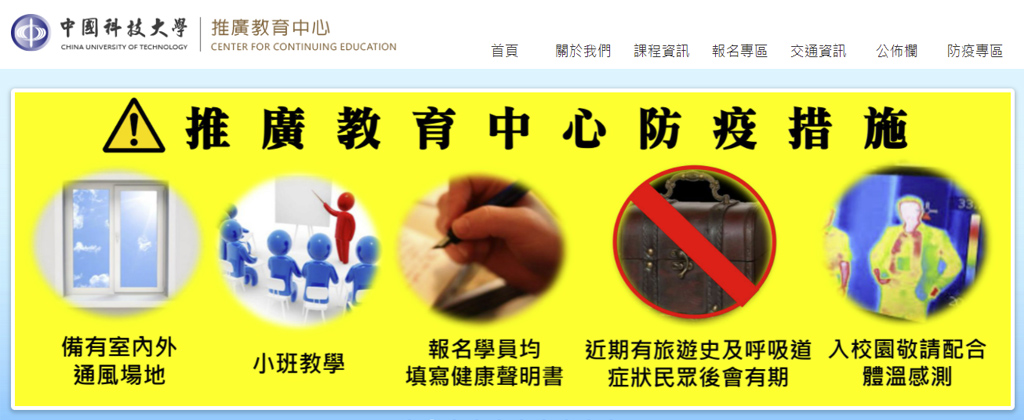 中國科技大學
CHINA UNIVERSITY OF TECHNOLOGY
推廣教育中心
CENTER FOR CONTINUING EDUCATION
首頁 關於我們 課程資訊 報名專區 交通資訊 公佈欄 防疫專區
推廣教育中心防疫措施
備有室內外
通風場地
小班教學
報名學員均
填寫健康聲明書
近期有旅遊史及呼吸道
症狀民眾後會有期
入校園敬請配合
體溫感測